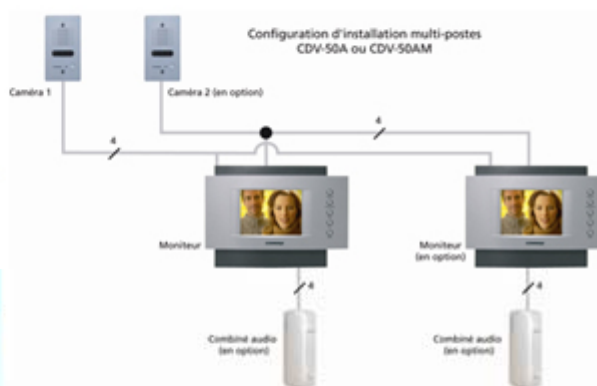 Configuration d'installation multi-postes
CDV-50A ou CDV-50AM
Caméra 1
Caméra 2 (en option)
4
4
Moniteur
Moniteur
(en option)
4
4
Combiné audio
(en option)
Combiné audio
(en option)